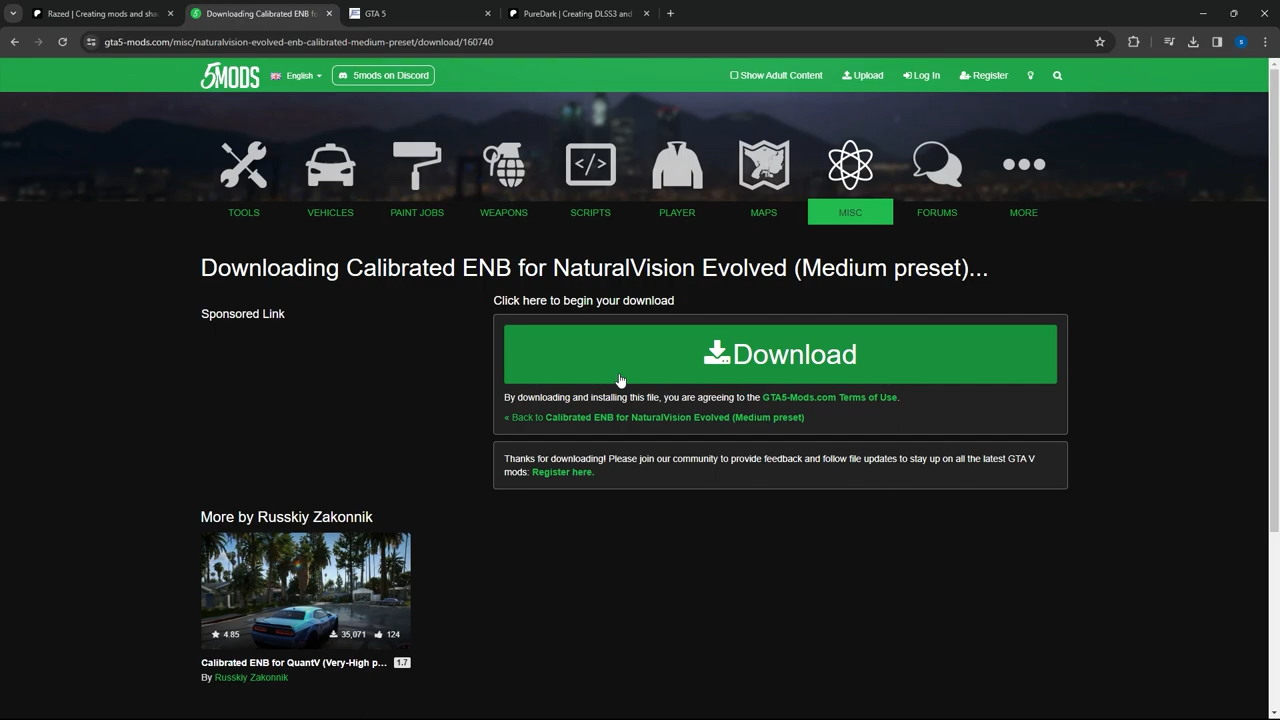 Razed | Creating mods and sha
Downloading Calibrated ENB f
GTA 5
PureDark | Creating DLSS3 and
gta5-mods.com/misc/naturalvision-evolved-enb-calibrated-medium-preset/download/160740
S
5MODS
English
5mods on Discord
Show Adult Content
Upload
Log In
Register
TOOLS
VEHICLES
PAINT JOBS
WEAPONS
SCRIPTS
PLAYER
MAPS
MISC
FORUMS
MORE
Downloading Calibrated ENB for NaturalVision Evolved (Medium preset)...
Sponsored Link
Click here to begin your download
Download
By downloading and installing this file, you are agreeing to the GTA5-Mods.com Terms of Use.
« Back to Calibrated ENB for NaturalVision Evolved (Medium preset)
Thanks for downloading! Please join our community to provide feedback and follow file updates to stay up on all the latest GTA V
mods: Register here.
More by Russkiy Zakonnik
4.85
35,071
124
Calibrated ENB for QuantV (Very-High p...
1.7
By Russkiy Zakonnik